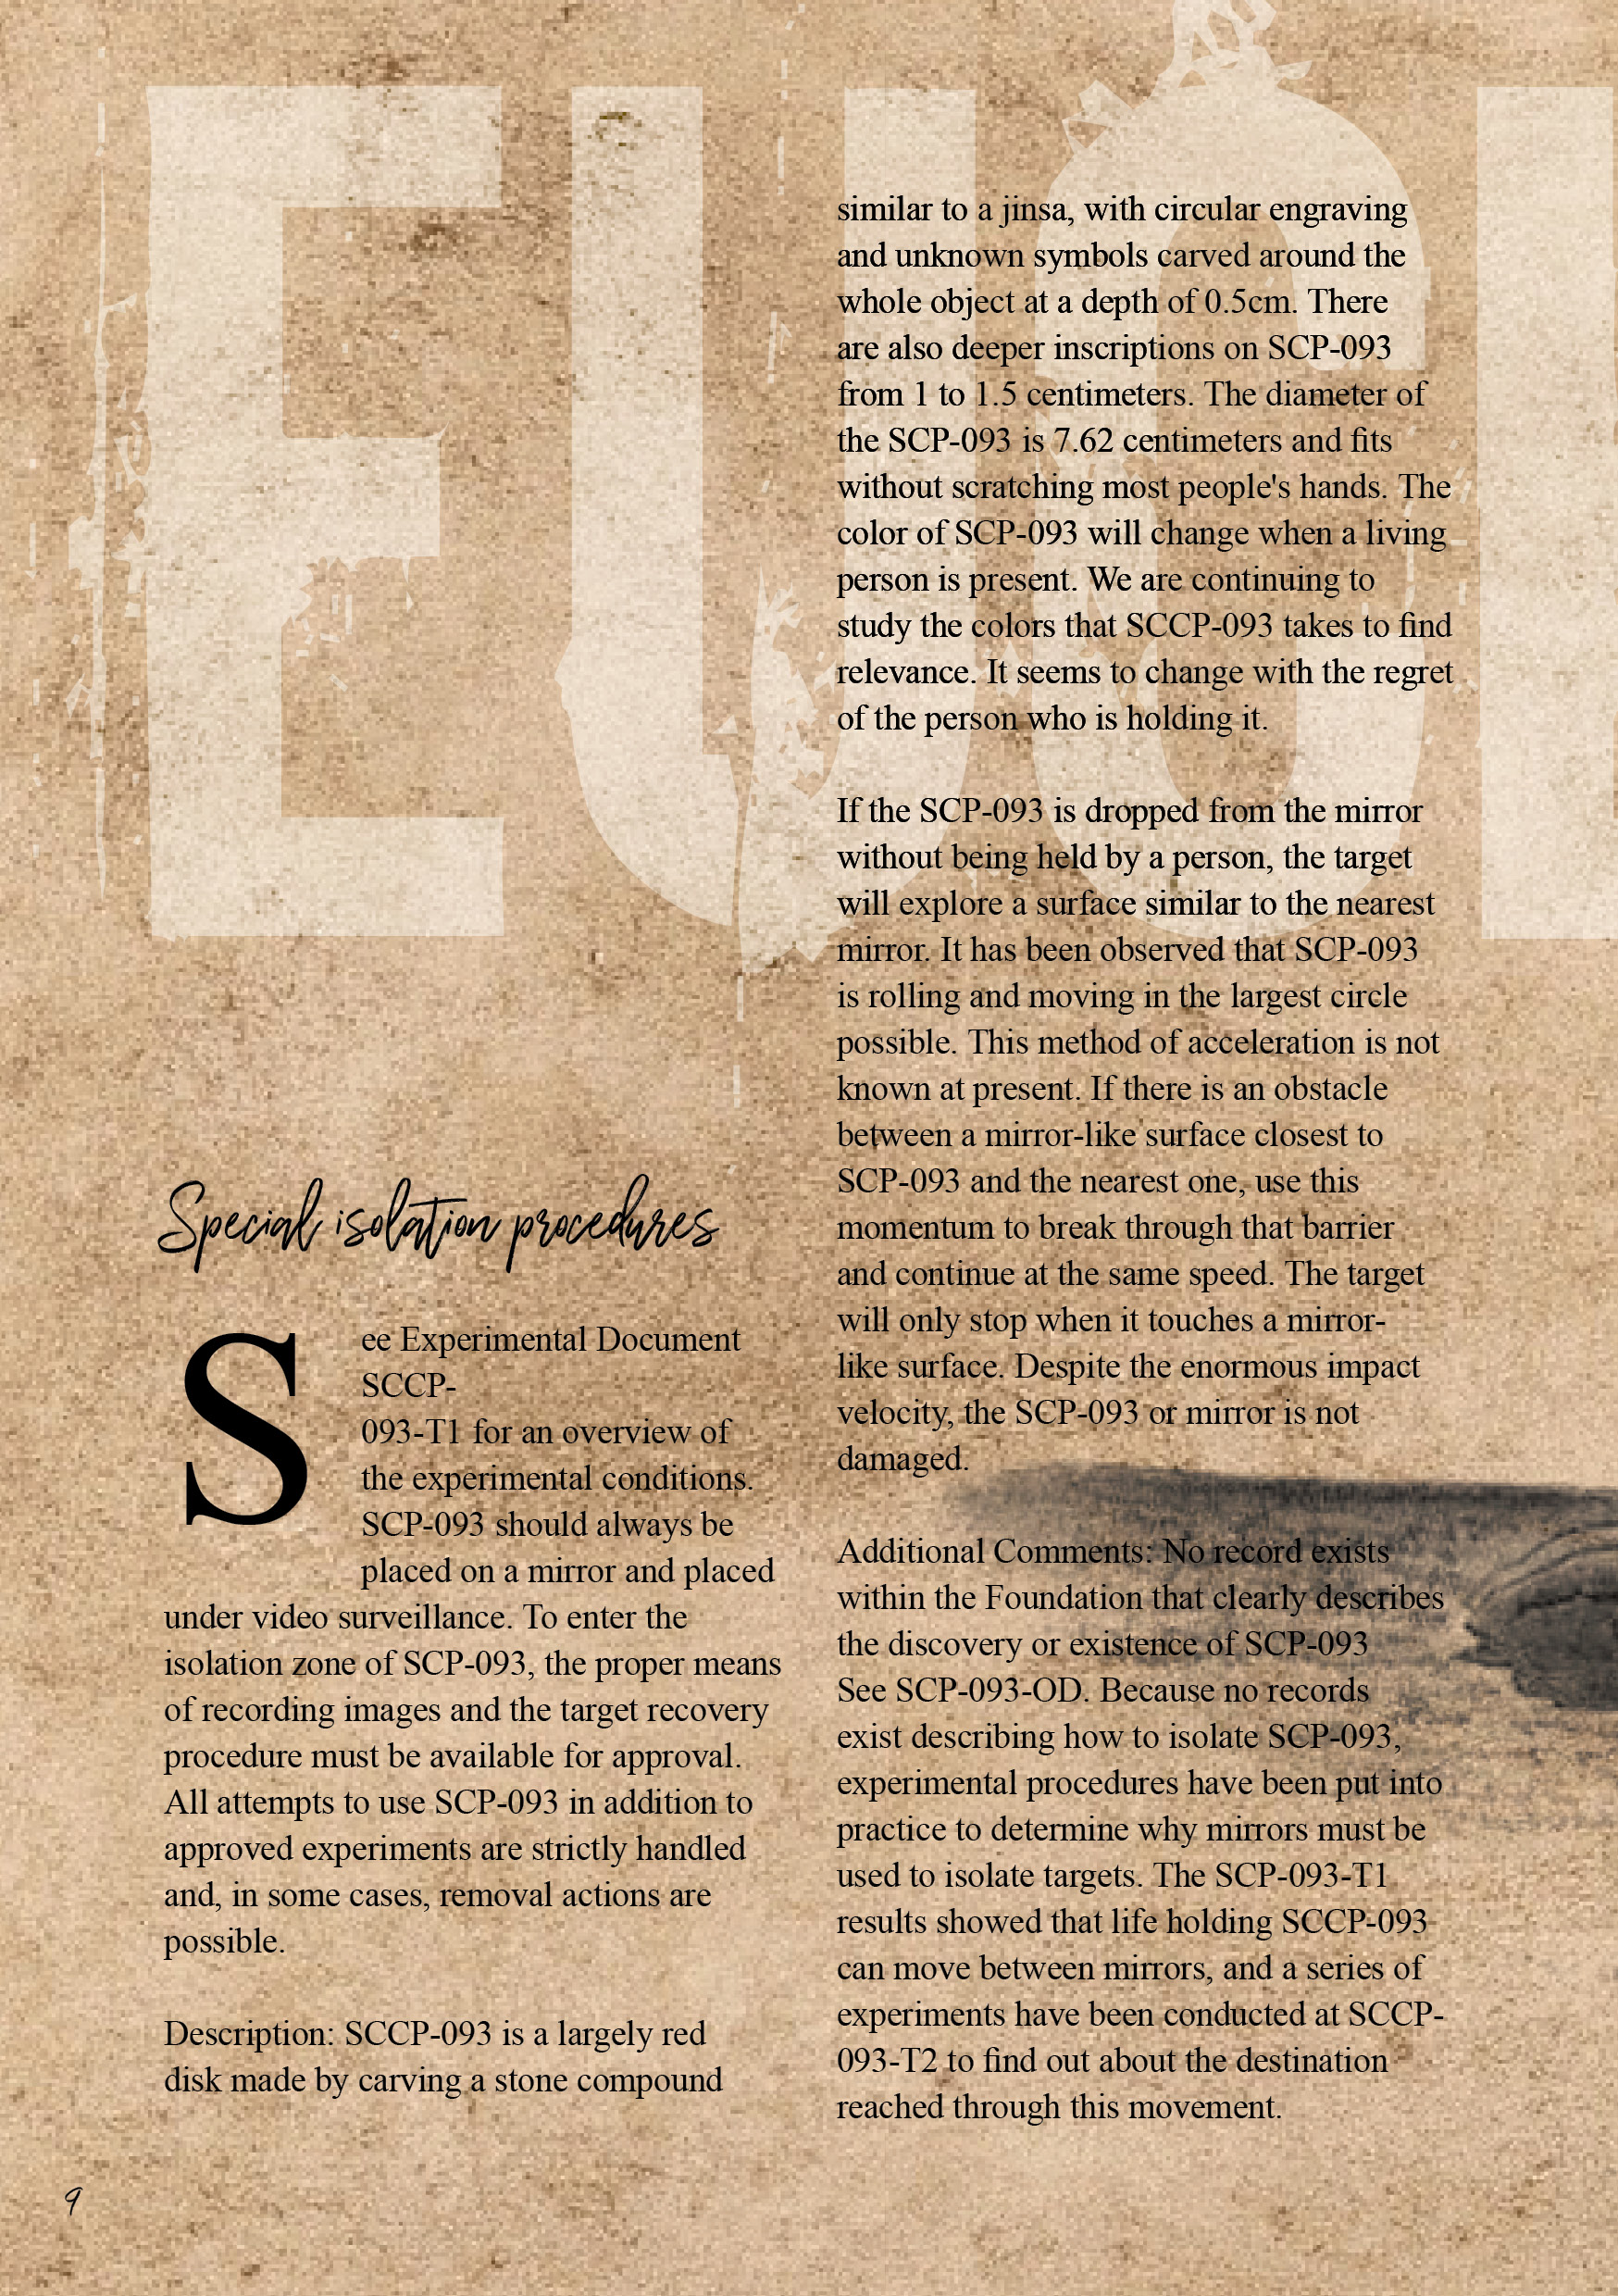 EUCL
Special isolation procedures
See Experimental Document
SCCP-
093-T1 for an overview of
the experimental conditions.
SCP-093 should always be
placed on a mirror and placed
under video surveillance. To enter the
isolation zone of SCP-093, the proper means
of recording images and the target recovery
procedure must be available for approval.
All attempts to use SCP-093 in addition to
approved experiments are strictly handled
and, in some cases, removal actions are
possible.
Description: SCCP-093 is a largely red
disk made by carving a stone compound
similar to a jinsa, with circular engraving
and unknown symbols carved around the
whole object at a depth of 0.5cm. There
are also deeper inscriptions on SCP-093
from 1 to 1.5 centimeters. The diameter of
the SCP-093 is 7.62 centimeters and fits
without scratching most people's hands. The
color of SCP-093 will change when a living
person is present. We are continuing to
study the colors that SCCP-093 takes to find
relevance. It seems to change with the regret
of the person who is holding it.
If the SCP-093 is dropped from the mirror
without being held by a person, the target
will explore a surface similar to the nearest
mirror. It has been observed that SCP-093
is rolling and moving in the largest circle
possible. This method of acceleration is not
known at present. If there is an obstacle
between a mirror-like surface closest to
SCP-093 and the nearest one, use this
momentum to break through that barrier
and continue at the same speed. The target
will only stop when it touches a mirror-
like surface. Despite the enormous impact
velocity, the SCP-093 or mirror is not
damaged.
Additional Comments: No record exists
within the Foundation that clearly describes
the discovery or existence of SCP-093
See SCP-093-OD. Because no records
exist describing how to isolate SCP-093,
experimental procedures have been put into
practice to determine why mirrors must be
used to isolate targets. The SCP-093-T1
results showed that life holding SCCP-093
can move between mirrors, and a series of
experiments have been conducted at SCCP-
093-T2 to find out about the destination
reached through this movement.
9